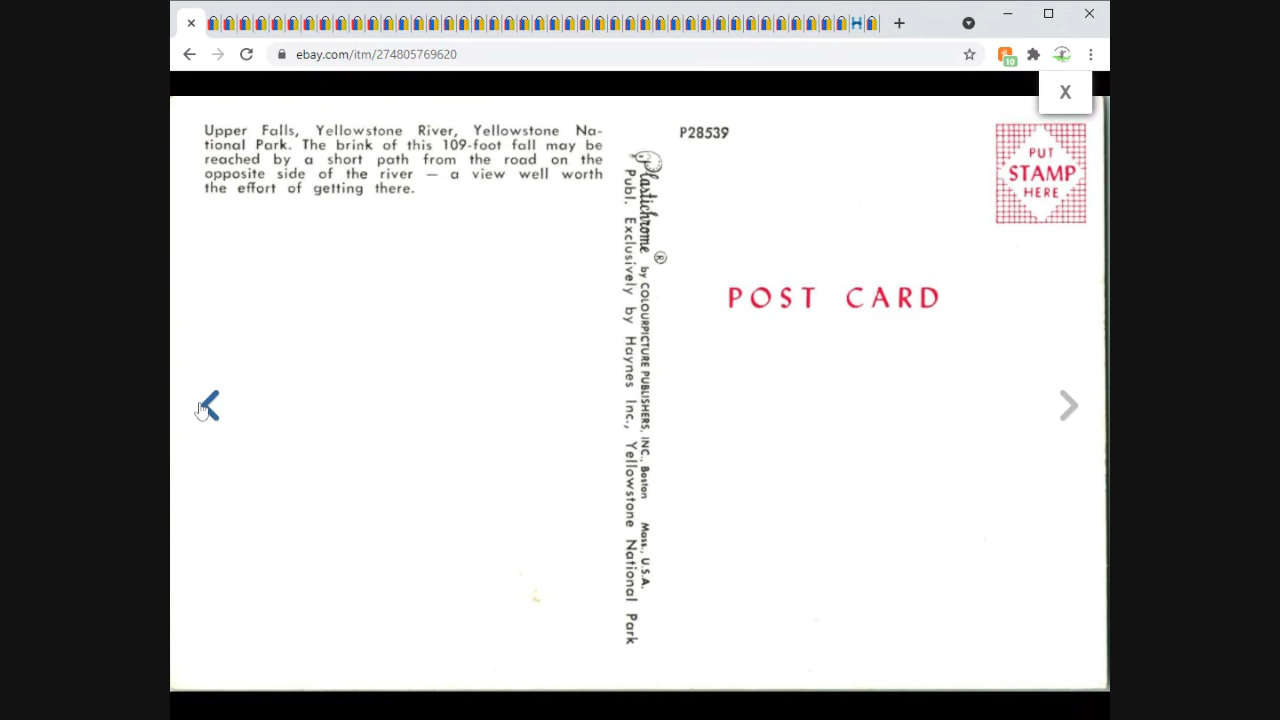 ebay.com/itm/274805769620
10
X
Upper Falls, Yellowstone River, Yellowstone Na-
tional Park. The brink of this 109-foot fall may be
reached by a short path from the road on the
opposite side of the river — a view well worth
the effort of getting there.
P28539
PUT
STAMP
HERE
Plastichrome ® by COLOURPICTURE PUBLISHERS, INC., Boston Mass., U.S.A.
Publ. Exclusively by Haynes Inc., Yellowstone National Park
POST CARD